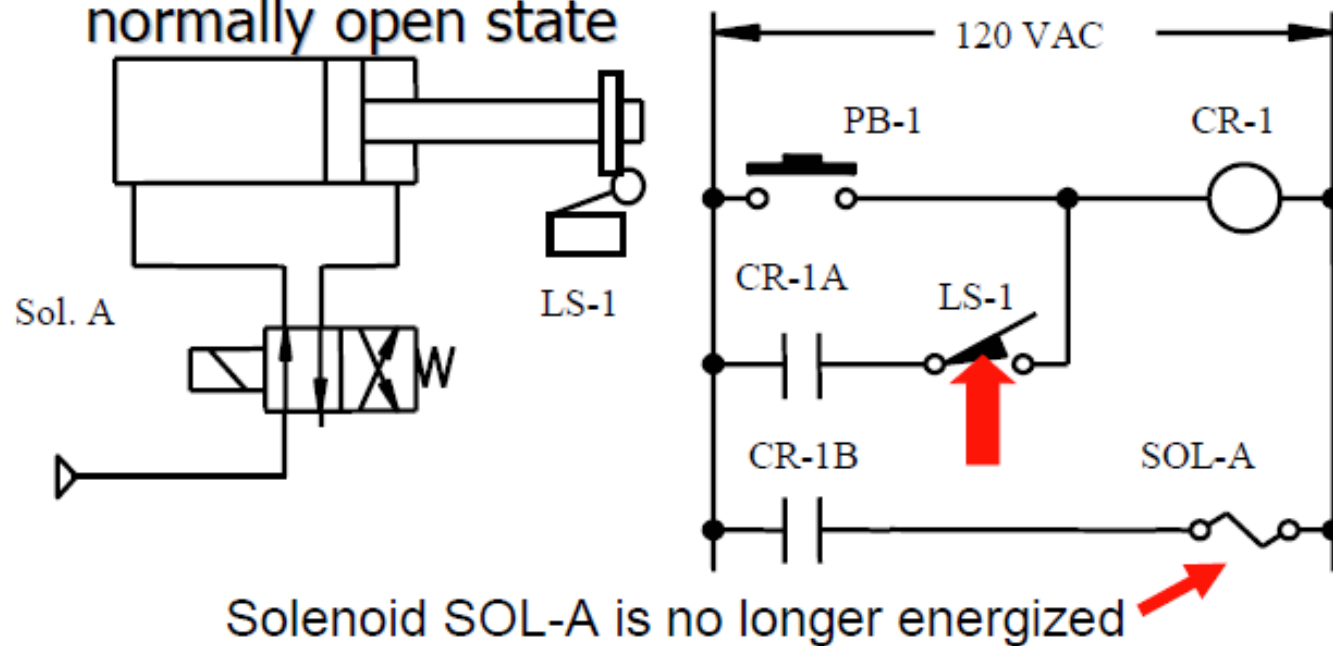 normally open state
120 VAC
PB-1
CR-1
CR-1A
LS-1
LS-1
Sol. A
CR-1B
SOL-A
Solenoid SOL-A is no longer energized